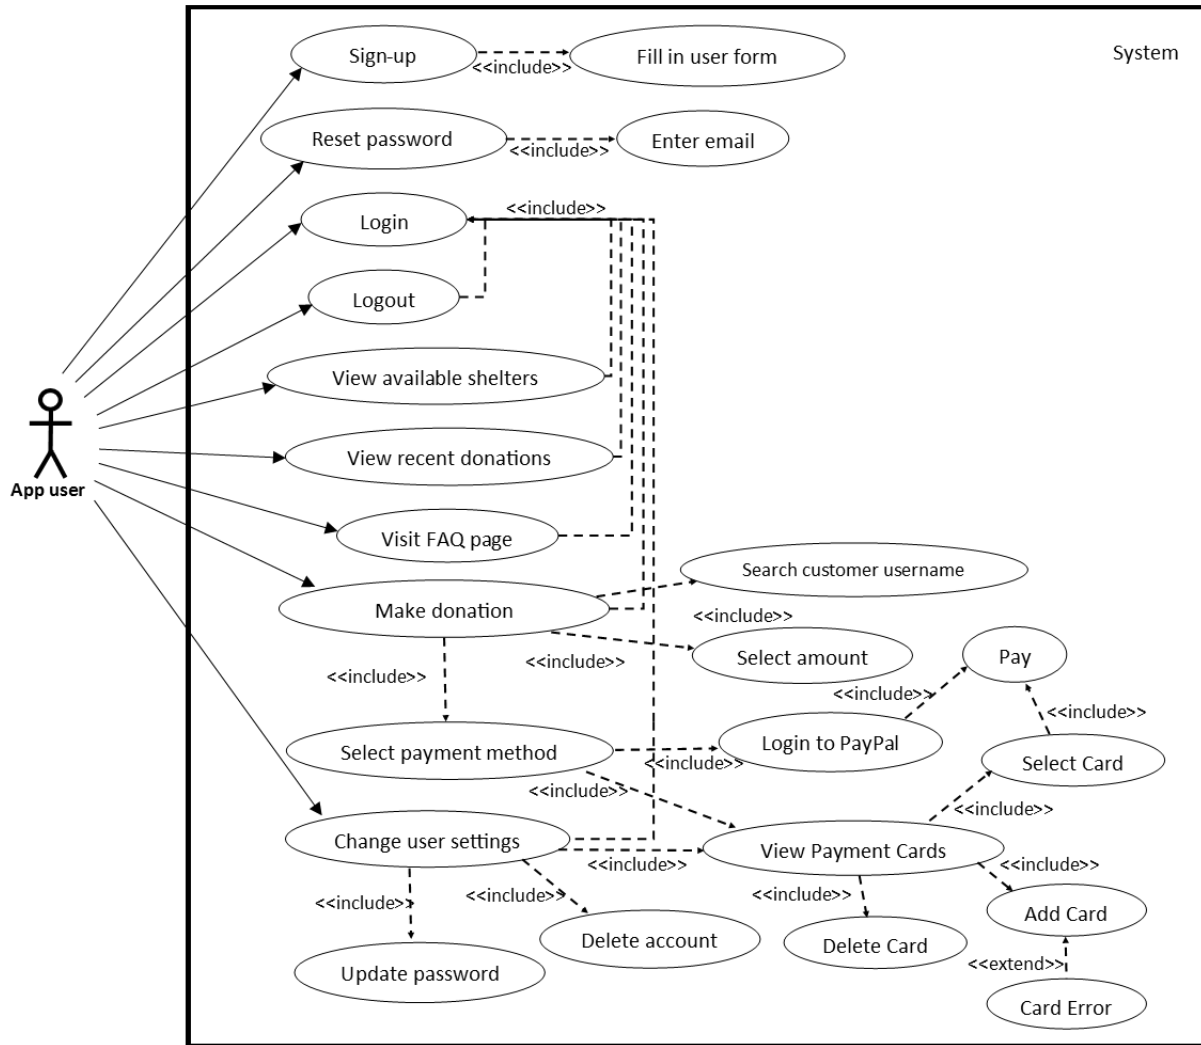 Sign-up
<<include>>
Fill in user form
System
Reset password
<<include>>
Enter email
Login
<<include>>
Logout
View available shelters
App user
View recent donations
Visit FAQ page
Search customer username
Make donation
<<include>>
<<include>>
Select amount
Pay
<<include>>
<<include>>
<<include>>
Select payment method
<<include>>
Login to PayPal
Select Card
<<include>>
<<include>>
Change user settings
<<include>>
View Payment Cards
<<include>>
<<include>>
<<include>>
<<include>>
Add Card
Delete account
Delete Card
Update password
<<extend>>
Card Error